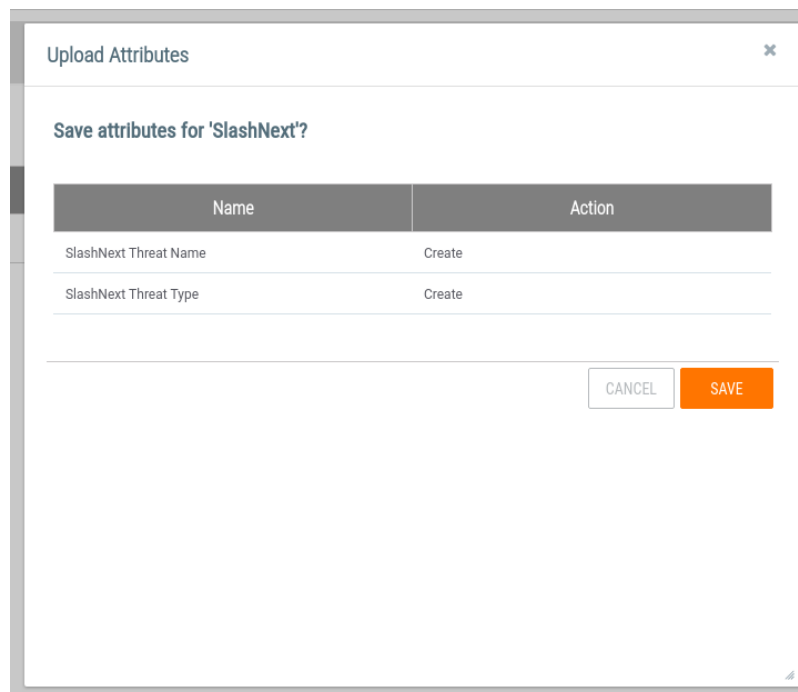 Upload Attributes
Save attributes for 'SlashNext'?
Name Action
SlashNext Threat Name Create
SlashNext Threat Type Create
CANCEL SAVE